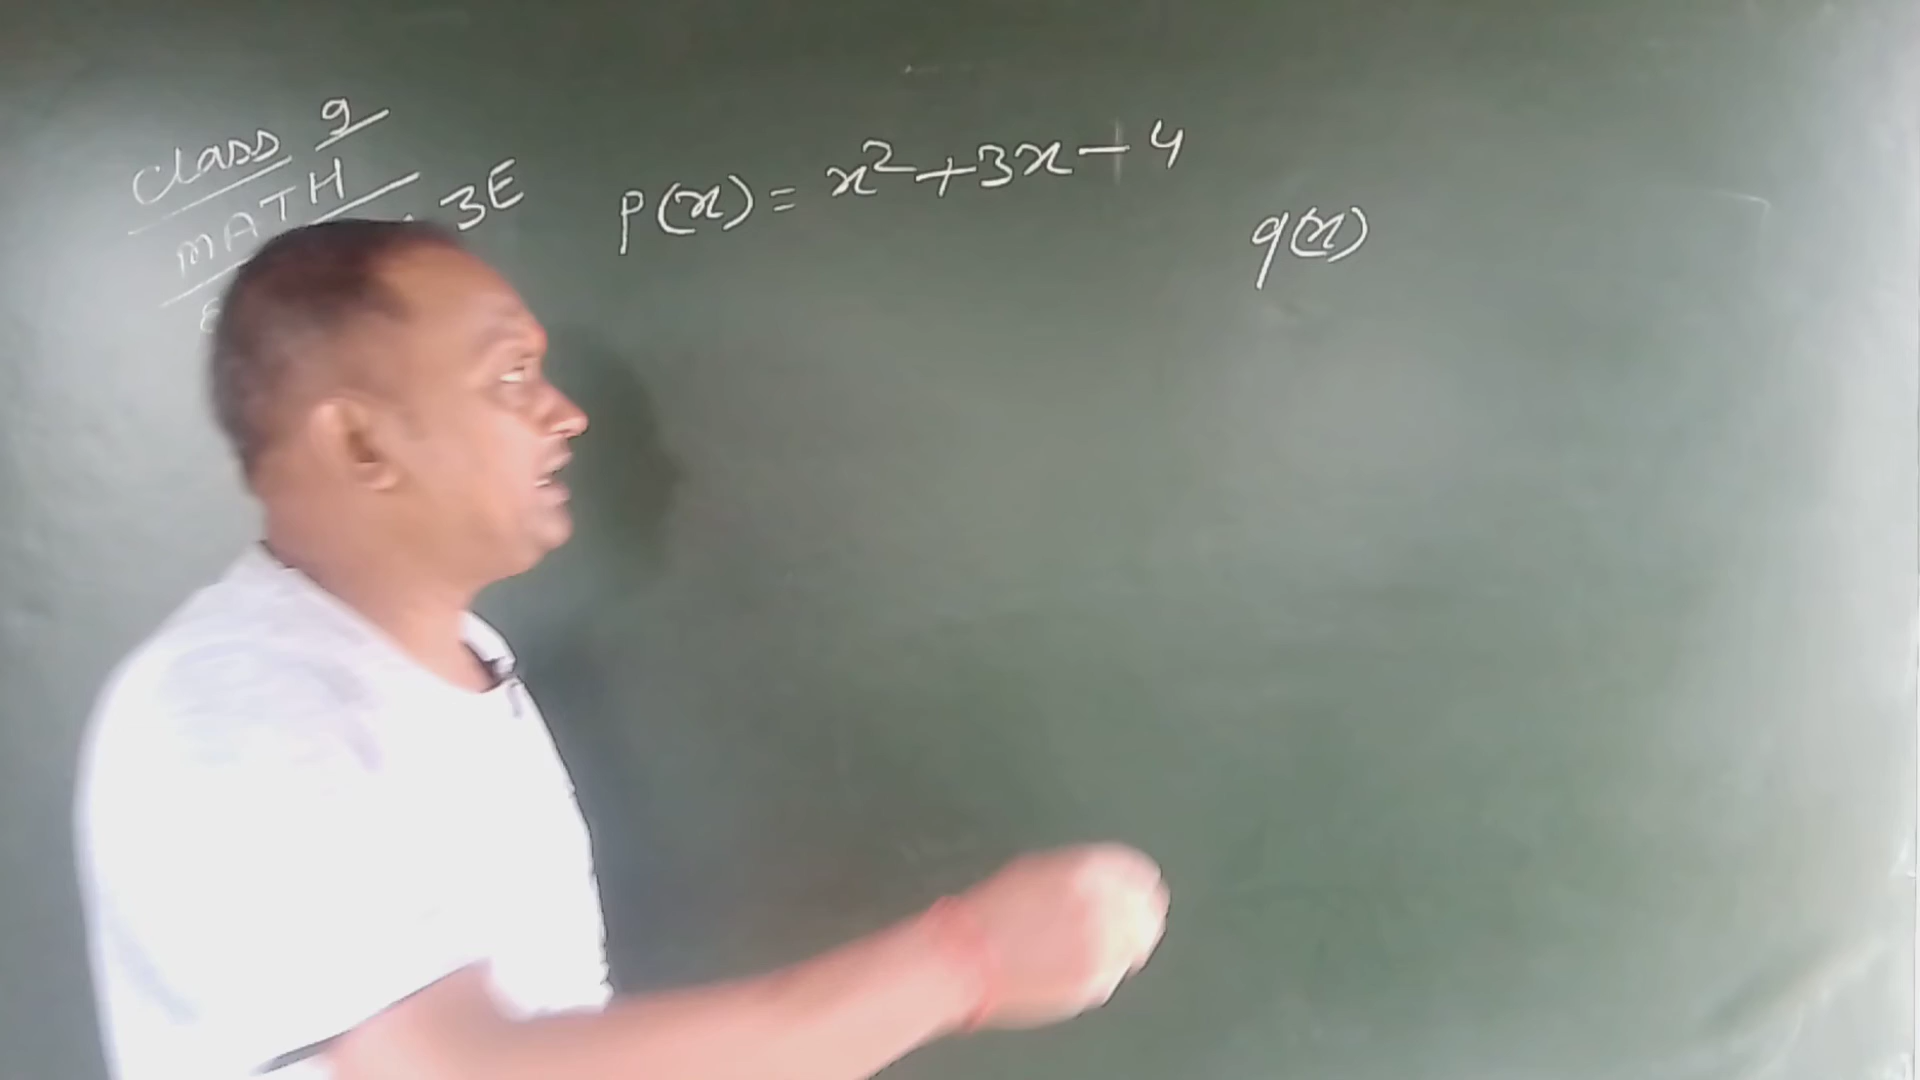 class 9
MATH
3E
p(x) = x² + 3x - 4
q(x)